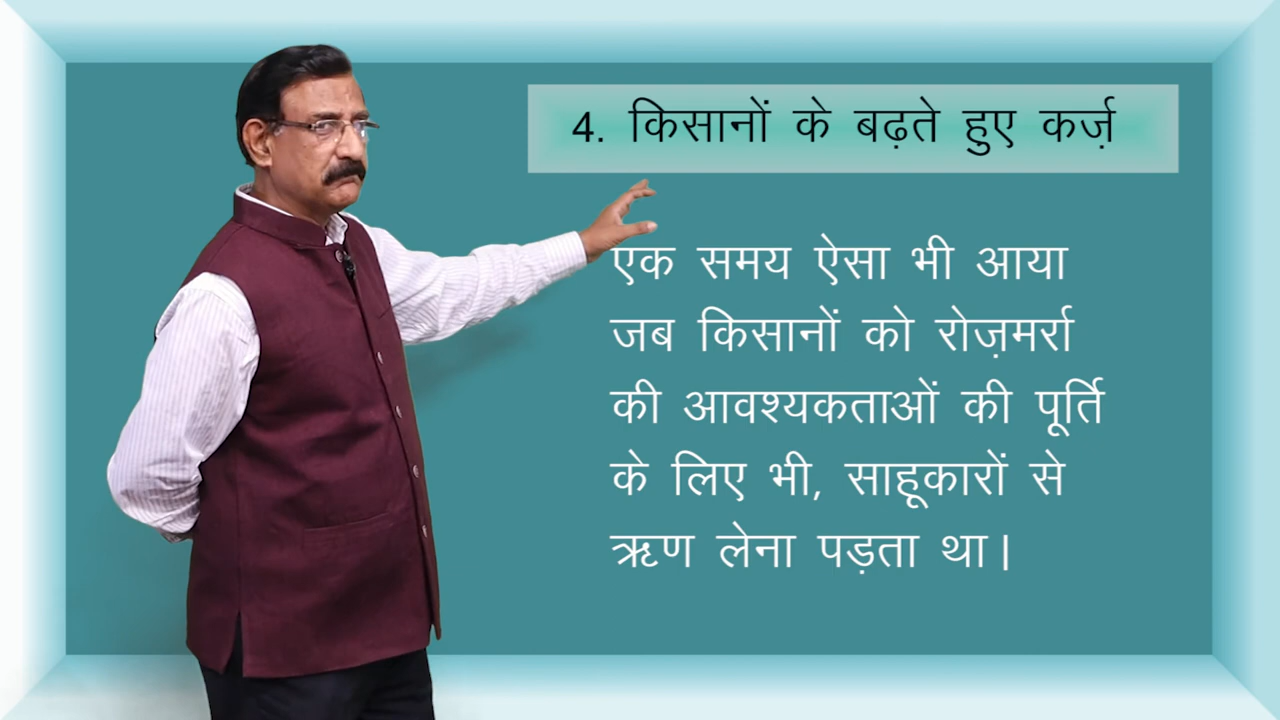 4. किसानों के बढ़ते हुए कर्ज़
एक समय ऐसा भी आया
जब किसानों को रोज़मर्रा
की आवश्यकताओं की पूर्ति
के लिए भी, साहूकारों से
ऋण लेना पड़ता था।